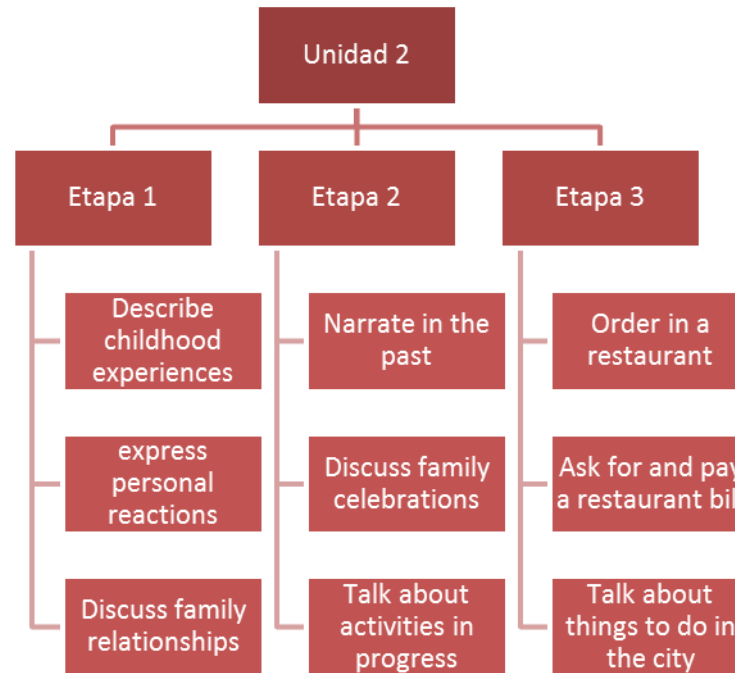 Unidad 2
Etapa 1
Describe
childhood
experiences
express
personal
reactions
Discuss family
relationships
Etapa 2
Narrate in the
past
Discuss family
celebrations
Talk about
activities in
progress
Etapa 3
Order in a
restaurant
Ask for and pay
a restaurant bil
Talk about
things to do in
the city